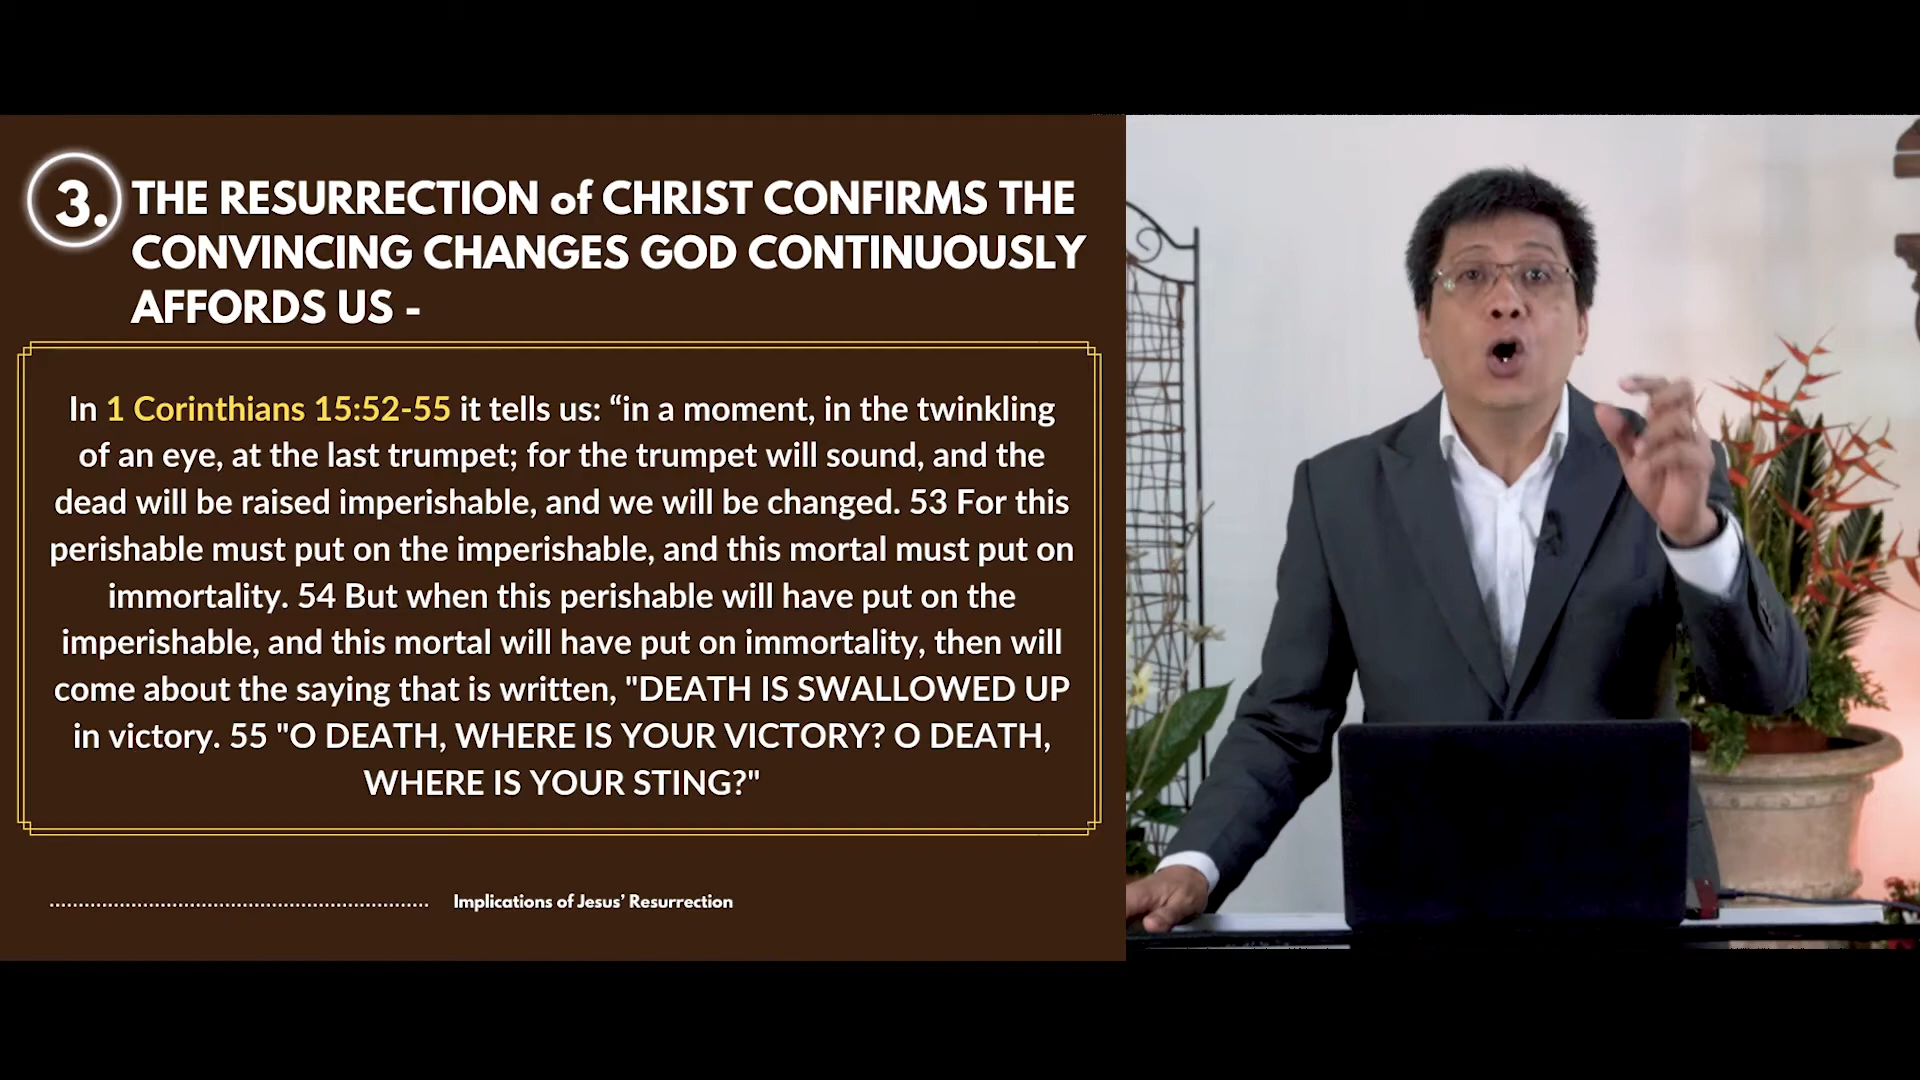 3. THE RESURRECTION of CHRIST CONFIRMS THE
CONVINCING CHANGES GOD CONTINUOUSLY
AFFORDS US -
In 1 Corinthians 15:52-55 it tells us: “in a moment, in the twinkling
of an eye, at the last trumpet; for the trumpet will sound, and the
dead will be raised imperishable, and we will be changed. 53 For this
perishable must put on the imperishable, and this mortal must put on
immortality. 54 But when this perishable will have put on the
imperishable, and this mortal will have put on immortality, then will
come about the saying that is written, "DEATH IS SWALLOWED UP
in victory. 55 "O DEATH, WHERE IS YOUR VICTORY? O DEATH,
WHERE IS YOUR STING?"
Implications of Jesus’ Resurrection